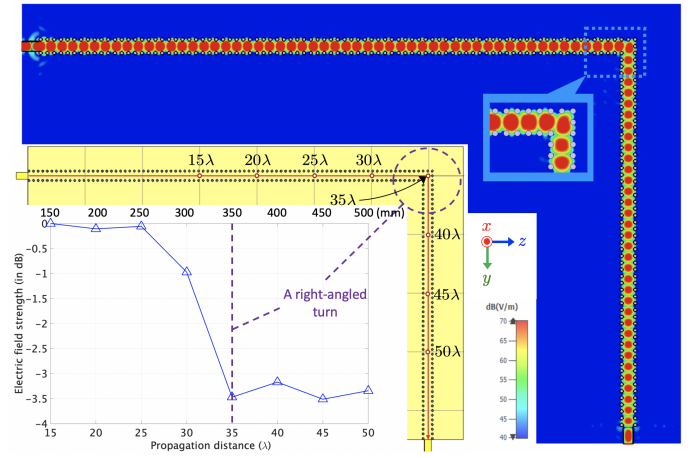 15λ 20λ 25λ 30λ
35λ
150 200 250 300 350 400 450 500 (mm)
0
−0.5
−1
−1.5
−2
−2.5
−3
−3.5
−4
Electric field strength (in dB)
15 20 25 30 35 40 45 50
Propagation distance (λ)
A right-angled
turn
40λ
45λ
50λ
x
z
y
dB(V/m)
70
65
60
55
50
45
40